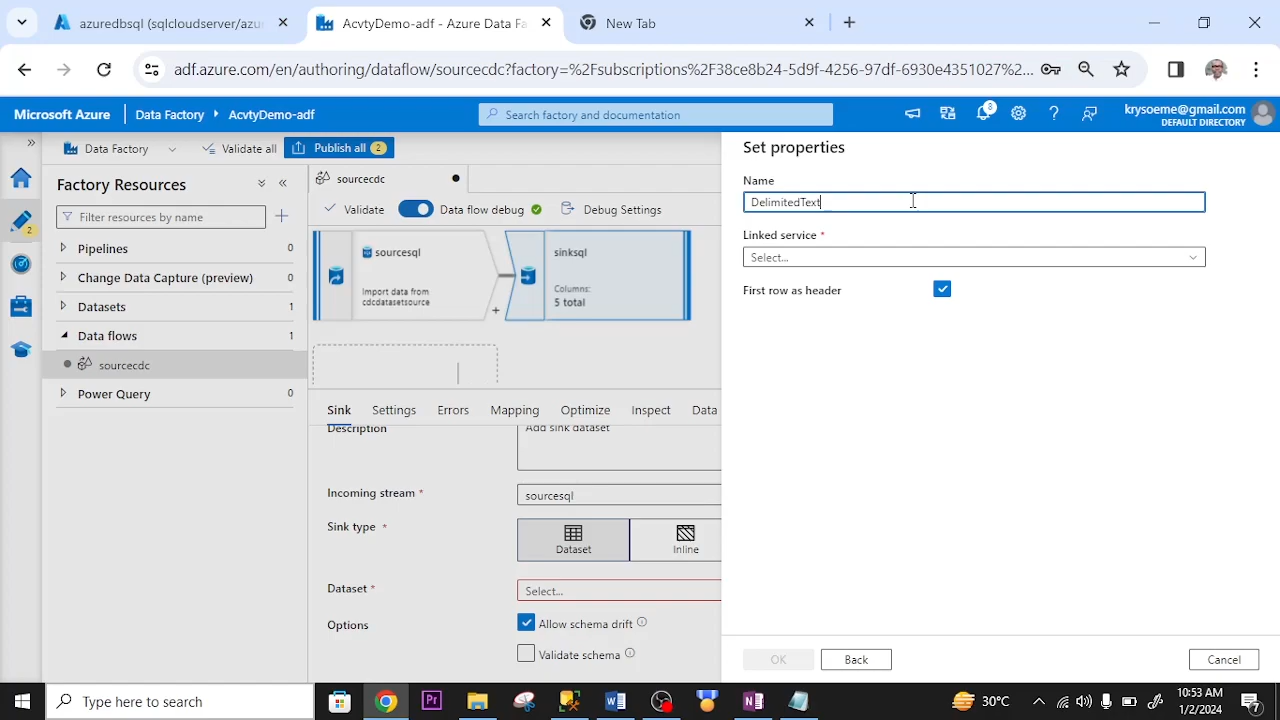 azuredbsql (sqlcloudserver/azur
AcvtyDemo-adf - Azure Data Fa
New Tab
adf.azure.com/en/authoring/dataflow/sourcecdc?factory=%2Fsubscriptions%2F38ce8b24-5d9f-4256-97df-6930e4351027%2...
Microsoft Azure
Data Factory
AcvtyDemo-adf
Search factory and documentation
8
krysoeme@gmail.com
DEFAULT DIRECTORY
Data Factory
Validate all
Publish all 2
Factory Resources
Filter resources by name
Pipelines 0
Change Data Capture (preview) 0
Datasets 1
Data flows 1
sourcecdc
Power Query 0
2
sourcecdc
Validate
Data flow debug
Debug Settings
sourcesql
Import data from
cdcdatasetsource
sinksql
Columns:
5 total
Sink
Settings
Errors
Mapping
Optimize
Inspect
Data
Description
Add sink dataset
Incoming stream *
sourcesql
Sink type *
Dataset
Inline
Dataset *
Select...
Options
Allow schema drift
Validate schema
Set properties
Name
DelimitedText
Linked service *
Select...
First row as header
OK
Back
Cancel
Type here to search
30°C
10:53 AM
1/2/2024
7